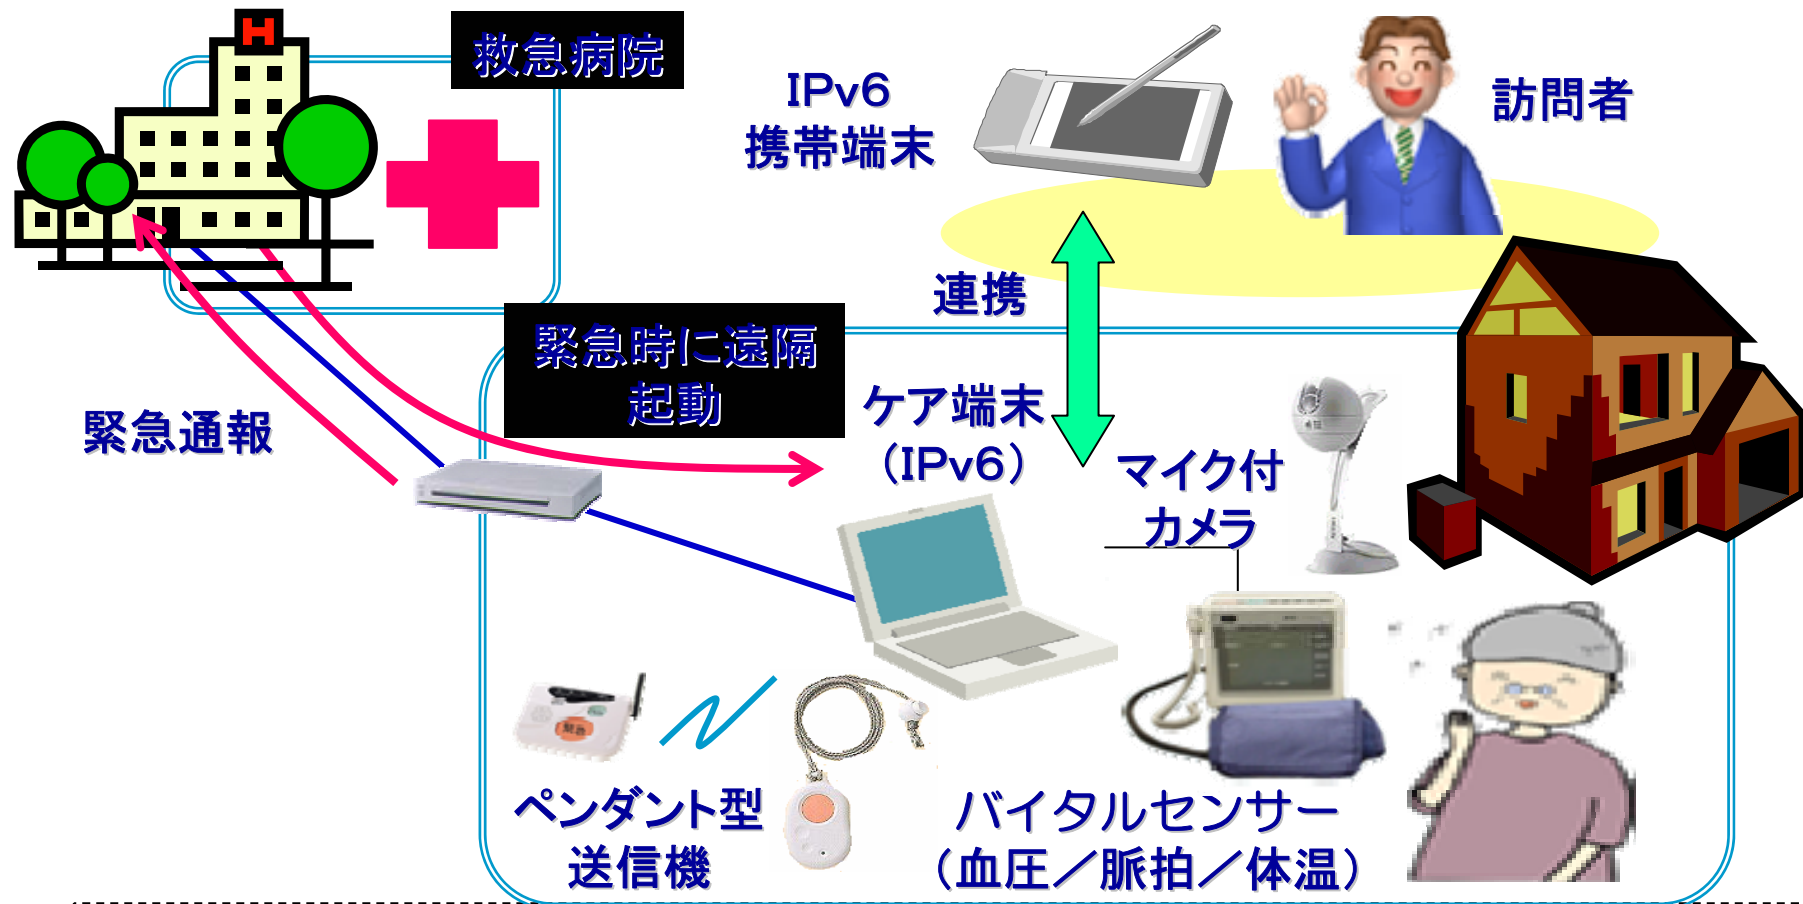 救急病院
IPv6
携帯端末
訪問者
連携
緊急時に遠隔
起動
緊急通報
ケア端末
（IPv6）
マイク付
カメラ
緊急
ペンダント型
送信機
バイタルセンサー
（血圧／脈拍／体温）
H